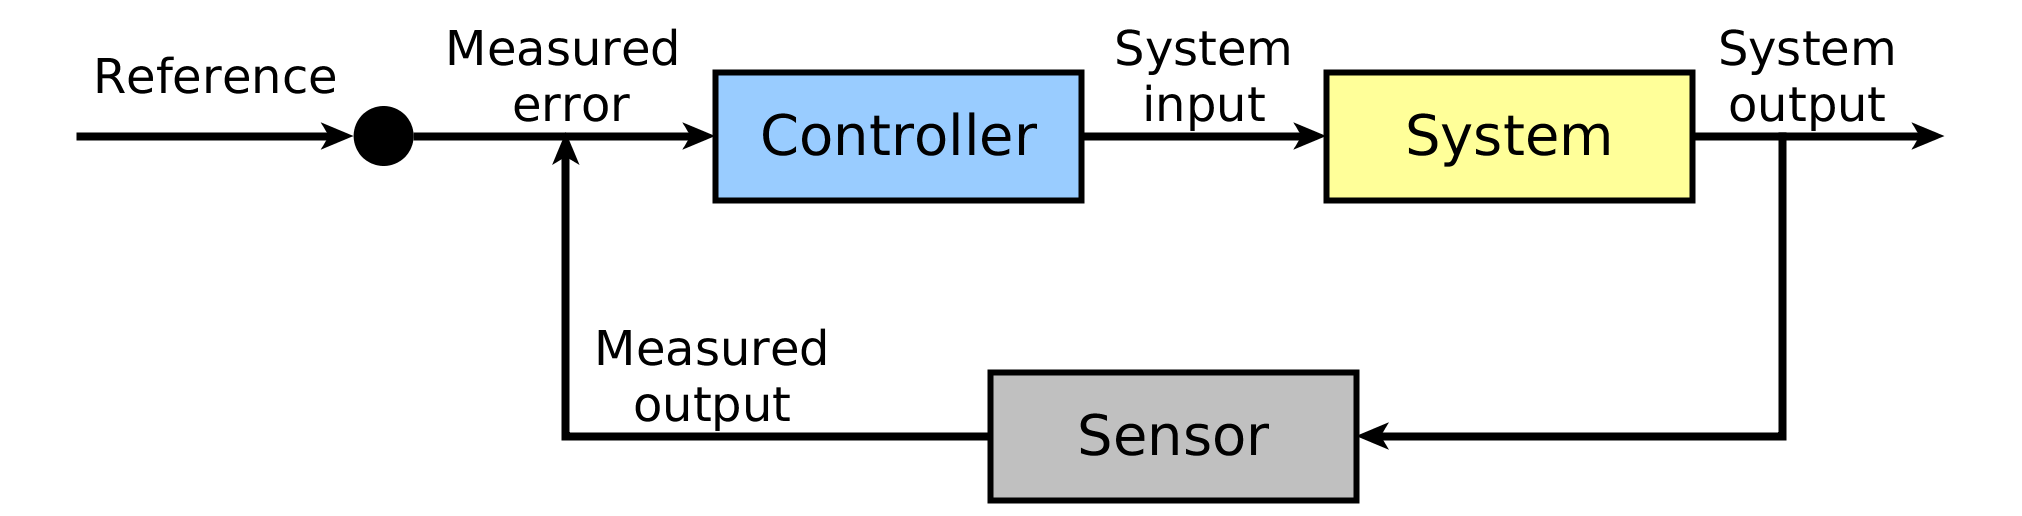 Reference
Measured
error
Controller
System
input
System
System
output
Measured
output
Sensor